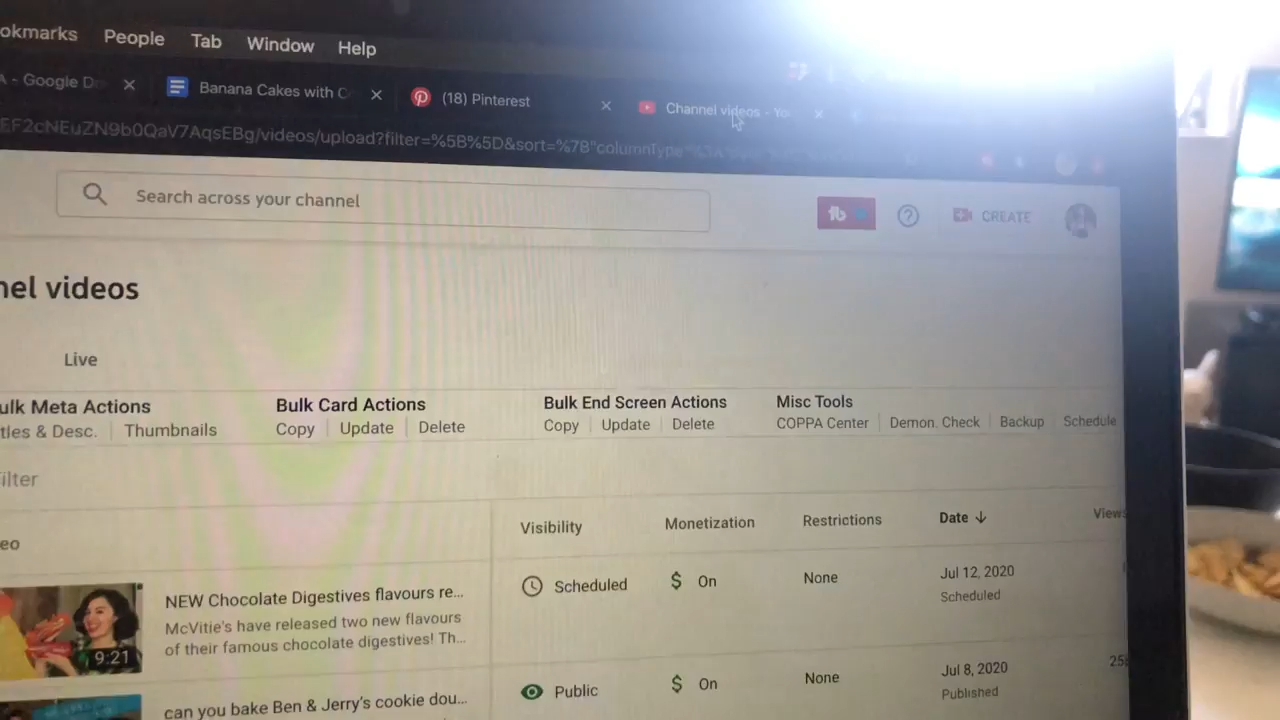 okmarks People Tab Window Help
- Google Banana Cakes with (18) Pinterest Channel videos - Yo
EF2cNEuZN9b0QaV7AqsEBg/videos/upload?filter=%5B%5D&sort=%7B"columnType"
Search across your channel CREATE
nel videos
Live
ulk Meta Actions Bulk Card Actions Bulk End Screen Actions Misc Tools
tles & Desc. Thumbnails Copy Update Delete Copy Update Delete COPPA Center Demon. Check Backup Schedule
ilter
eo Visibility Monetization Restrictions Date ↓ Views
NEW Chocolate Digestives flavours re... Scheduled $ On None Jul 12, 2020
McVitie's have released two new flavours Scheduled
of their famous chocolate digestives! Th...
9:21
can you bake Ben & Jerry's cookie dou... Public $ On None Jul 8, 2020 25
Published